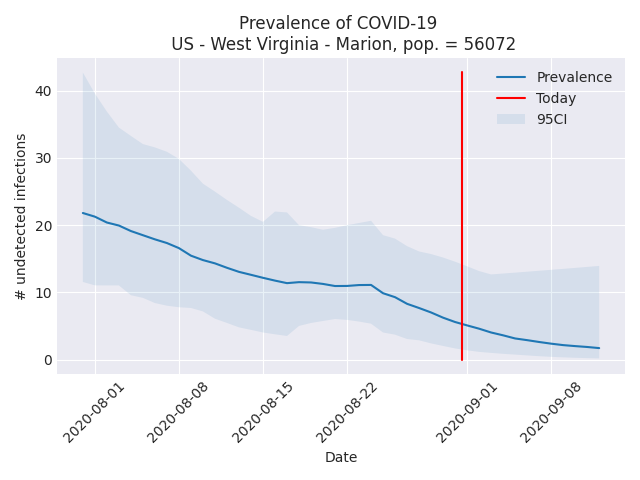 Prevalence of COVID-19
US - West Virginia - Marion, pop. = 56072
# undetected infections
40
30
20
10
0
Prevalence
Today
95CI
2020-08-01
2020-08-08
2020-08-15
2020-08-22
2020-09-01
2020-09-08
Date